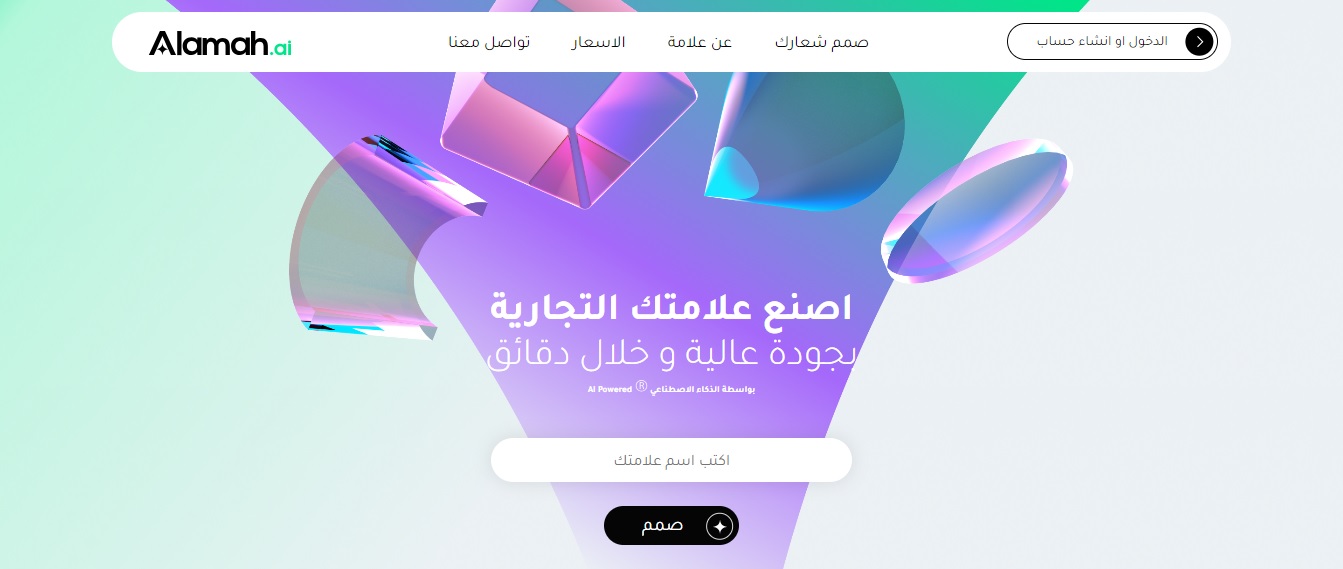 Alamah.ai
صمم شعارك
عن علامة
الاسعار
تواصل معنا
الدخول او انشاء حساب
اصنع علامتك التجارية
بجودة عالية و خلال دقائق
بواسطة الذكاء الاصطناعي ® AI Powered
اكتب اسم علامتك
صمم